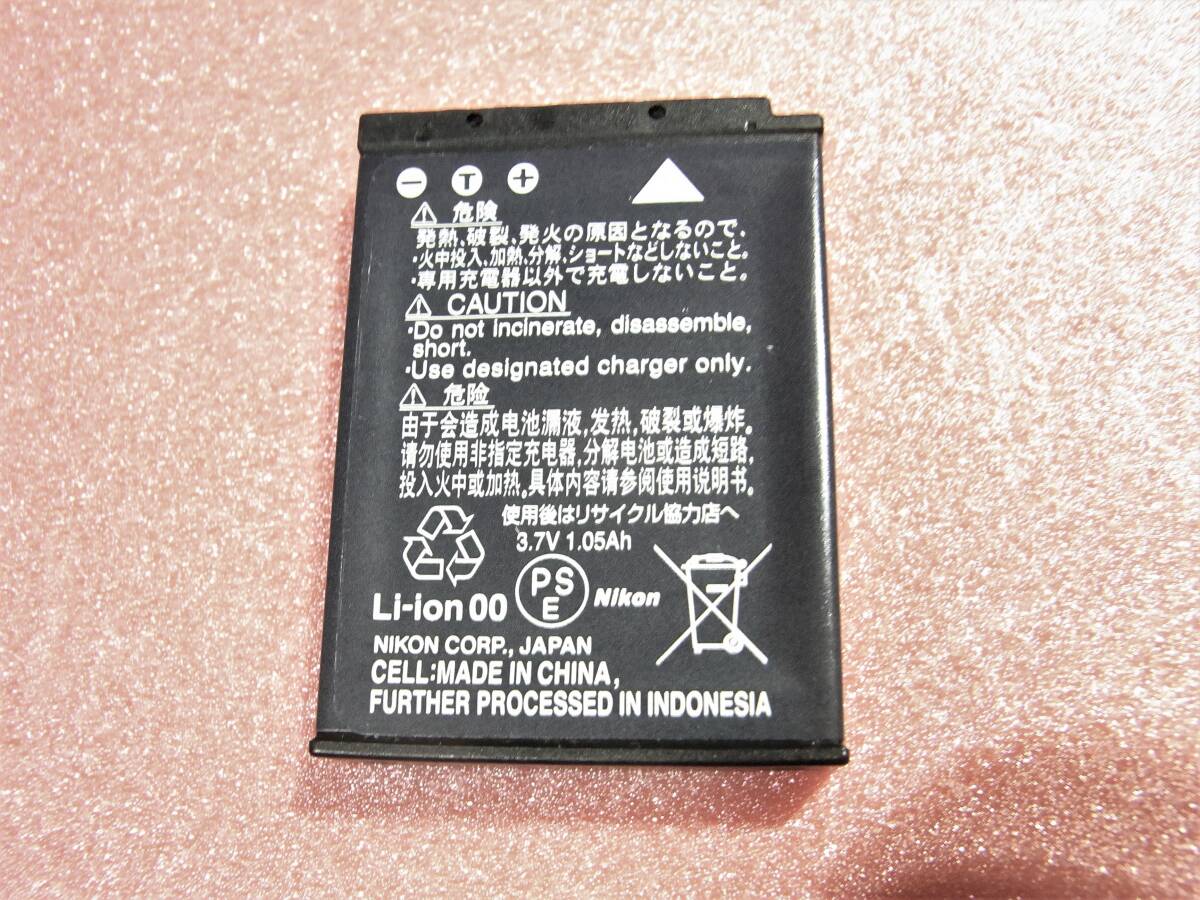 − T +
⚠ 危険
発熱、破裂、発火の原因となるので、
・火中投入、加熱、分解、ショートなどしないこと。
・専用充電器以外で充電しないこと。
⚠ CAUTION
・Do not incinerate, disassemble,
short.
・Use designated charger only.
⚠ 危险
由于会造成电池漏液,发热,破裂或爆炸。
请勿使用非指定充电器,分解电池或造成短路,
投入火中或加热。具体内容请参阅使用说明书。
使用後はリサイクル協力店へ
3.7V 1.05Ah
Li-ion 00
PS
E
Nikon
NIKON CORP., JAPAN
CELL:MADE IN CHINA,
FURTHER PROCESSED IN INDONESIA